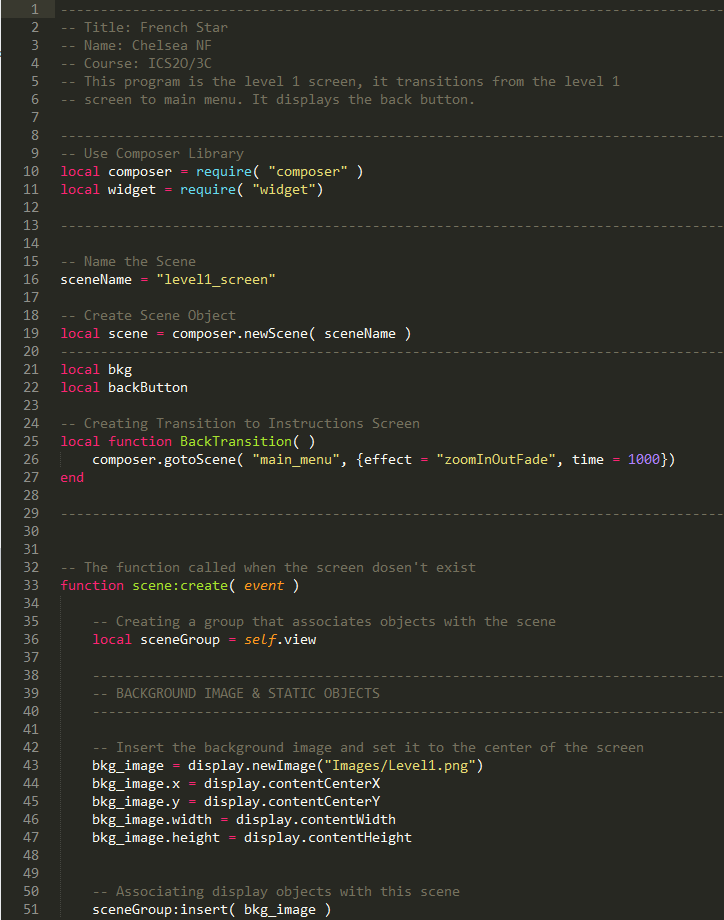 1 -----------------------------------------------------------------------------------
2 -- Title: French Star
3 -- Name: Chelsea NF
4 -- Course: ICS2O/3C
5 -- This program is the level 1 screen, it transitions from the level 1
6 -- screen to main menu. It displays the back button.
7
8 -----------------------------------------------------------------------------------
9 -- Use Composer Library
10 local composer = require( "composer" )
11 local widget = require( "widget")
12
13 -----------------------------------------------------------------------------------
14
15 -- Name the Scene
16 sceneName = "level1_screen"
17
18 -- Create Scene Object
19 local scene = composer.newScene( sceneName )
20 -----------------------------------------------------------------------------------
21 local bkg
22 local backButton
23
24 -- Creating Transition to Instructions Screen
25 local function BackTransition( )
26     composer.gotoScene( "main_menu", {effect = "zoomInOutFade", time = 1000})
27 end
28
29 -----------------------------------------------------------------------------------
30
31
32 -- The function called when the screen dosen't exist
33 function scene:create( event )
34
35     -- Creating a group that associates objects with the scene
36     local sceneGroup = self.view
37
38     -------------------------------------------------------------------------------
39     -- BACKGROUND IMAGE & STATIC OBJECTS
40     -------------------------------------------------------------------------------
41
42     -- Insert the background image and set it to the center of the screen
43     bkg_image = display.newImage("Images/Level1.png")
44     bkg_image.x = display.contentCenterX
45     bkg_image.y = display.contentCenterY
46     bkg_image.width = display.contentWidth
47     bkg_image.height = display.contentHeight
48
49
50     -- Associating display objects with this scene
51     sceneGroup:insert( bkg_image )